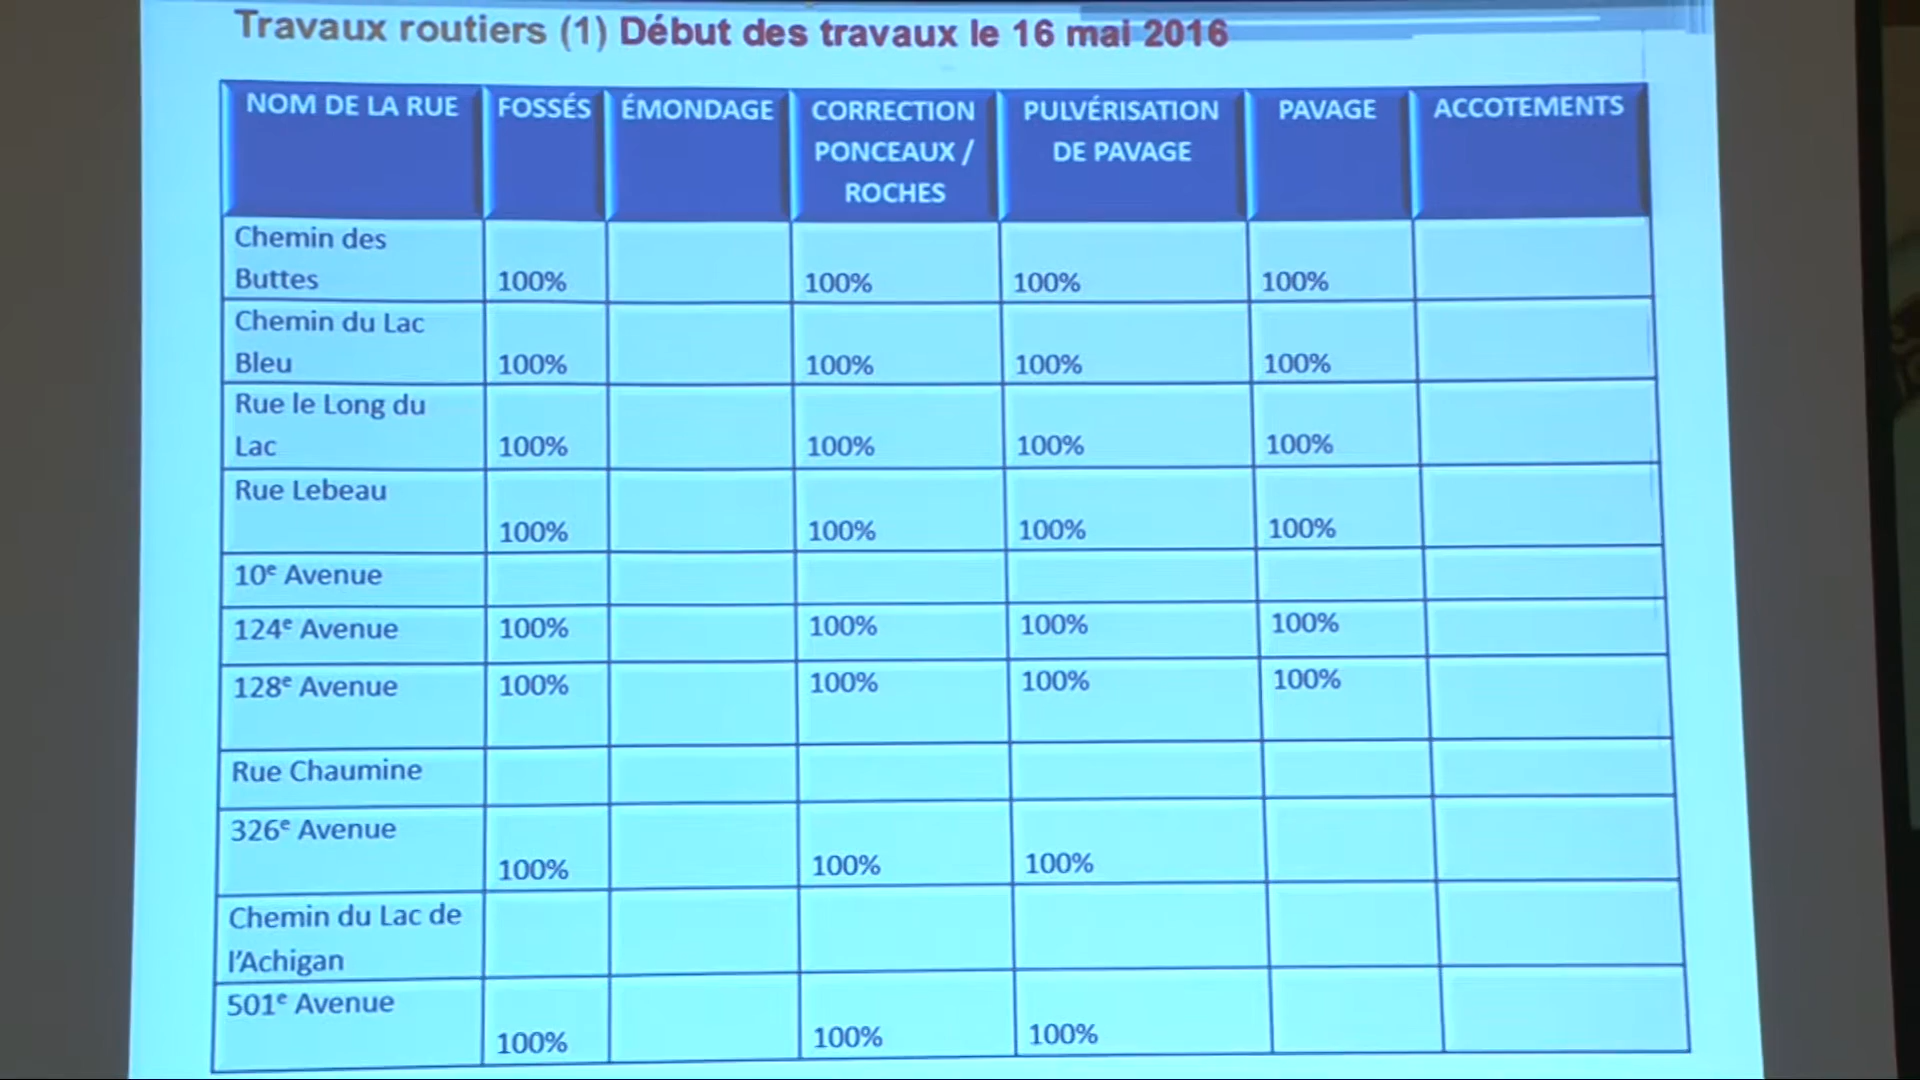 Travaux routiers (1) Début des travaux le 16 mai 2016
NOM DE LA RUE FOSSÉS ÉMONDAGE CORRECTION PONCEAUX / ROCHES PULVÉRISATION DE PAVAGE PAVAGE ACCOTEMENTS
Chemin des
Buttes 100% 100% 100% 100%
Chemin du Lac
Bleu 100% 100% 100% 100%
Rue le Long du
Lac 100% 100% 100% 100%
Rue Lebeau
100% 100% 100% 100%
10e Avenue
124e Avenue 100% 100% 100% 100%
128e Avenue 100% 100% 100% 100%
Rue Chaumine
326e Avenue
100% 100% 100%
Chemin du Lac de
l'Achigan
501e Avenue
100% 100% 100%